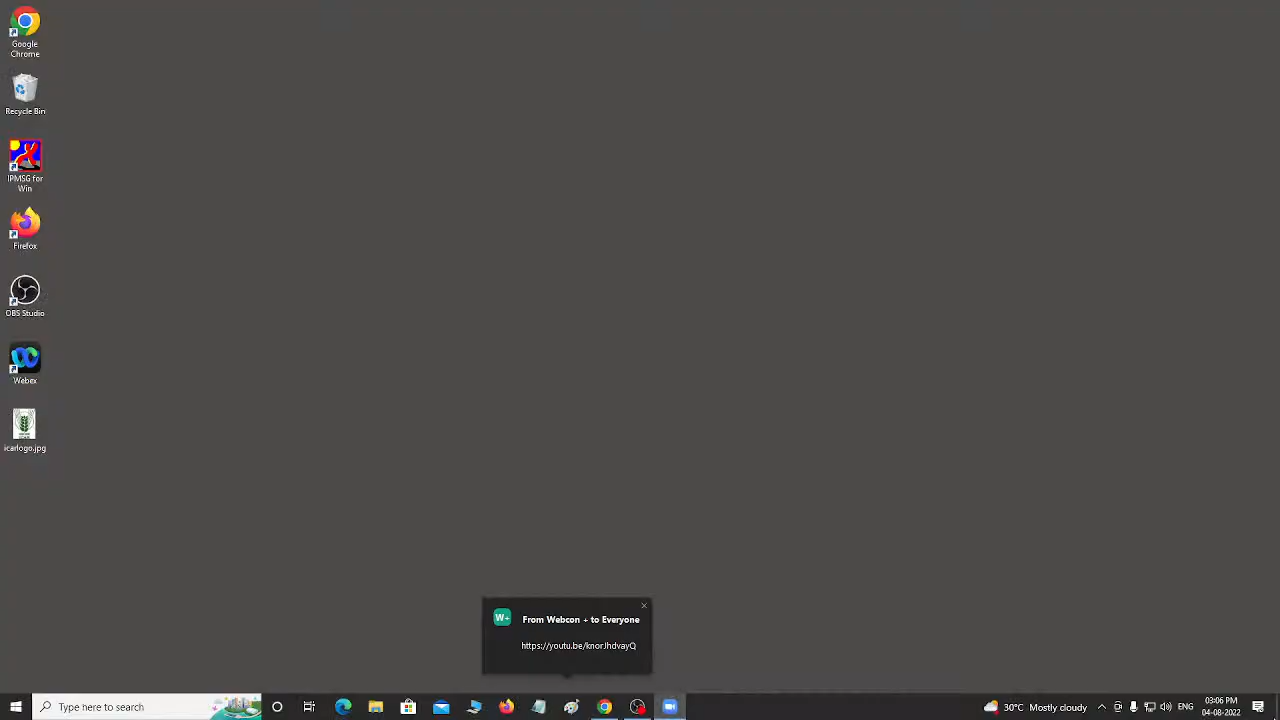 Google
Chrome
Recycle Bin
IPMSG for
Win
Firefox
OBS Studio
Webex
icarlogo.jpg
W+
From Webcon + to Everyone
https://youtu.be/knorJhdvayQ
Type here to search
30°C Mostly cloudy
ENG
03:06 PM
04-08-2022